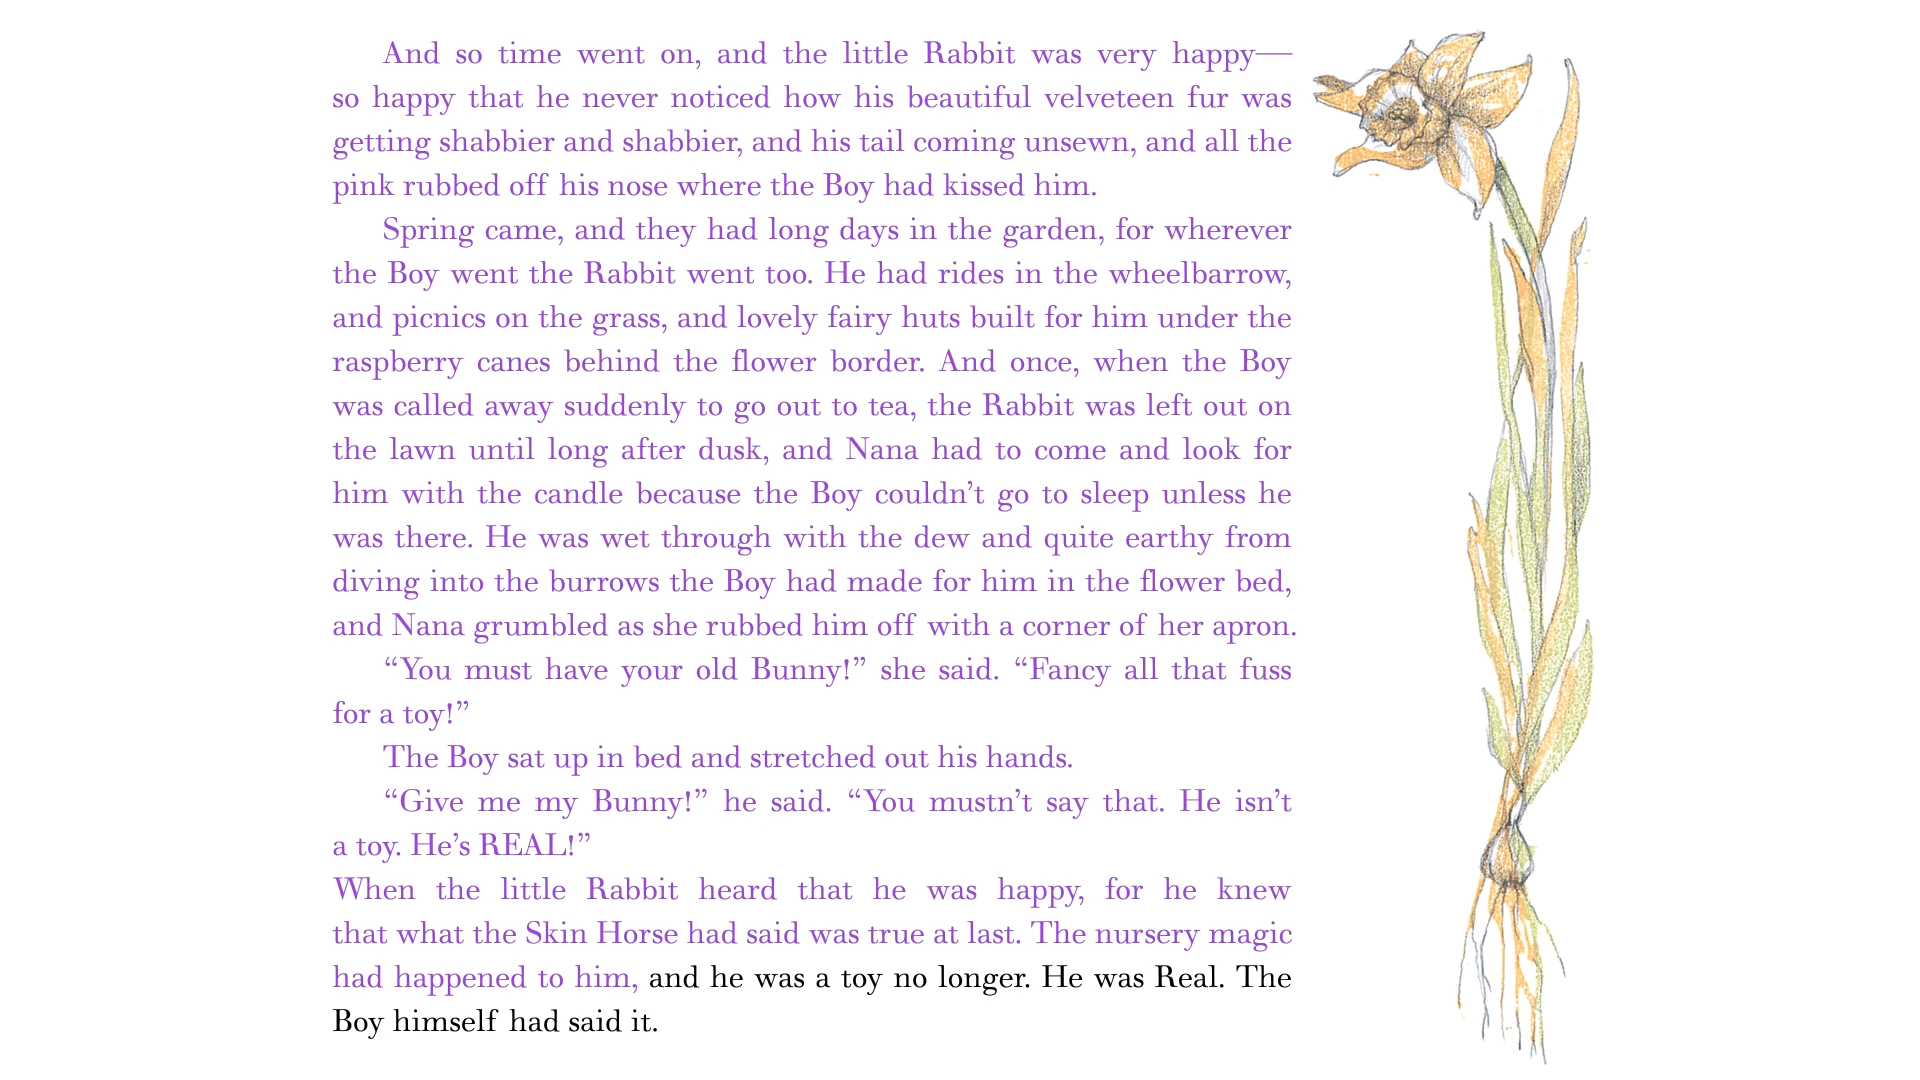 And so time went on, and the little Rabbit was very happy—
so happy that he never noticed how his beautiful velveteen fur was
getting shabbier and shabbier, and his tail coming unsewn, and all the
pink rubbed off his nose where the Boy had kissed him.
Spring came, and they had long days in the garden, for wherever
the Boy went the Rabbit went too. He had rides in the wheelbarrow,
and picnics on the grass, and lovely fairy huts built for him under the
raspberry canes behind the flower border. And once, when the Boy
was called away suddenly to go out to tea, the Rabbit was left out on
the lawn until long after dusk, and Nana had to come and look for
him with the candle because the Boy couldn’t go to sleep unless he
was there. He was wet through with the dew and quite earthy from
diving into the burrows the Boy had made for him in the flower bed,
and Nana grumbled as she rubbed him off with a corner of her apron.
“You must have your old Bunny!” she said. “Fancy all that fuss
for a toy!”
The Boy sat up in bed and stretched out his hands.
“Give me my Bunny!” he said. “You mustn’t say that. He isn’t
a toy. He’s REAL!”
When the little Rabbit heard that he was happy, for he knew
that what the Skin Horse had said was true at last. The nursery magic
had happened to him, and he was a toy no longer. He was Real. The
Boy himself had said it.